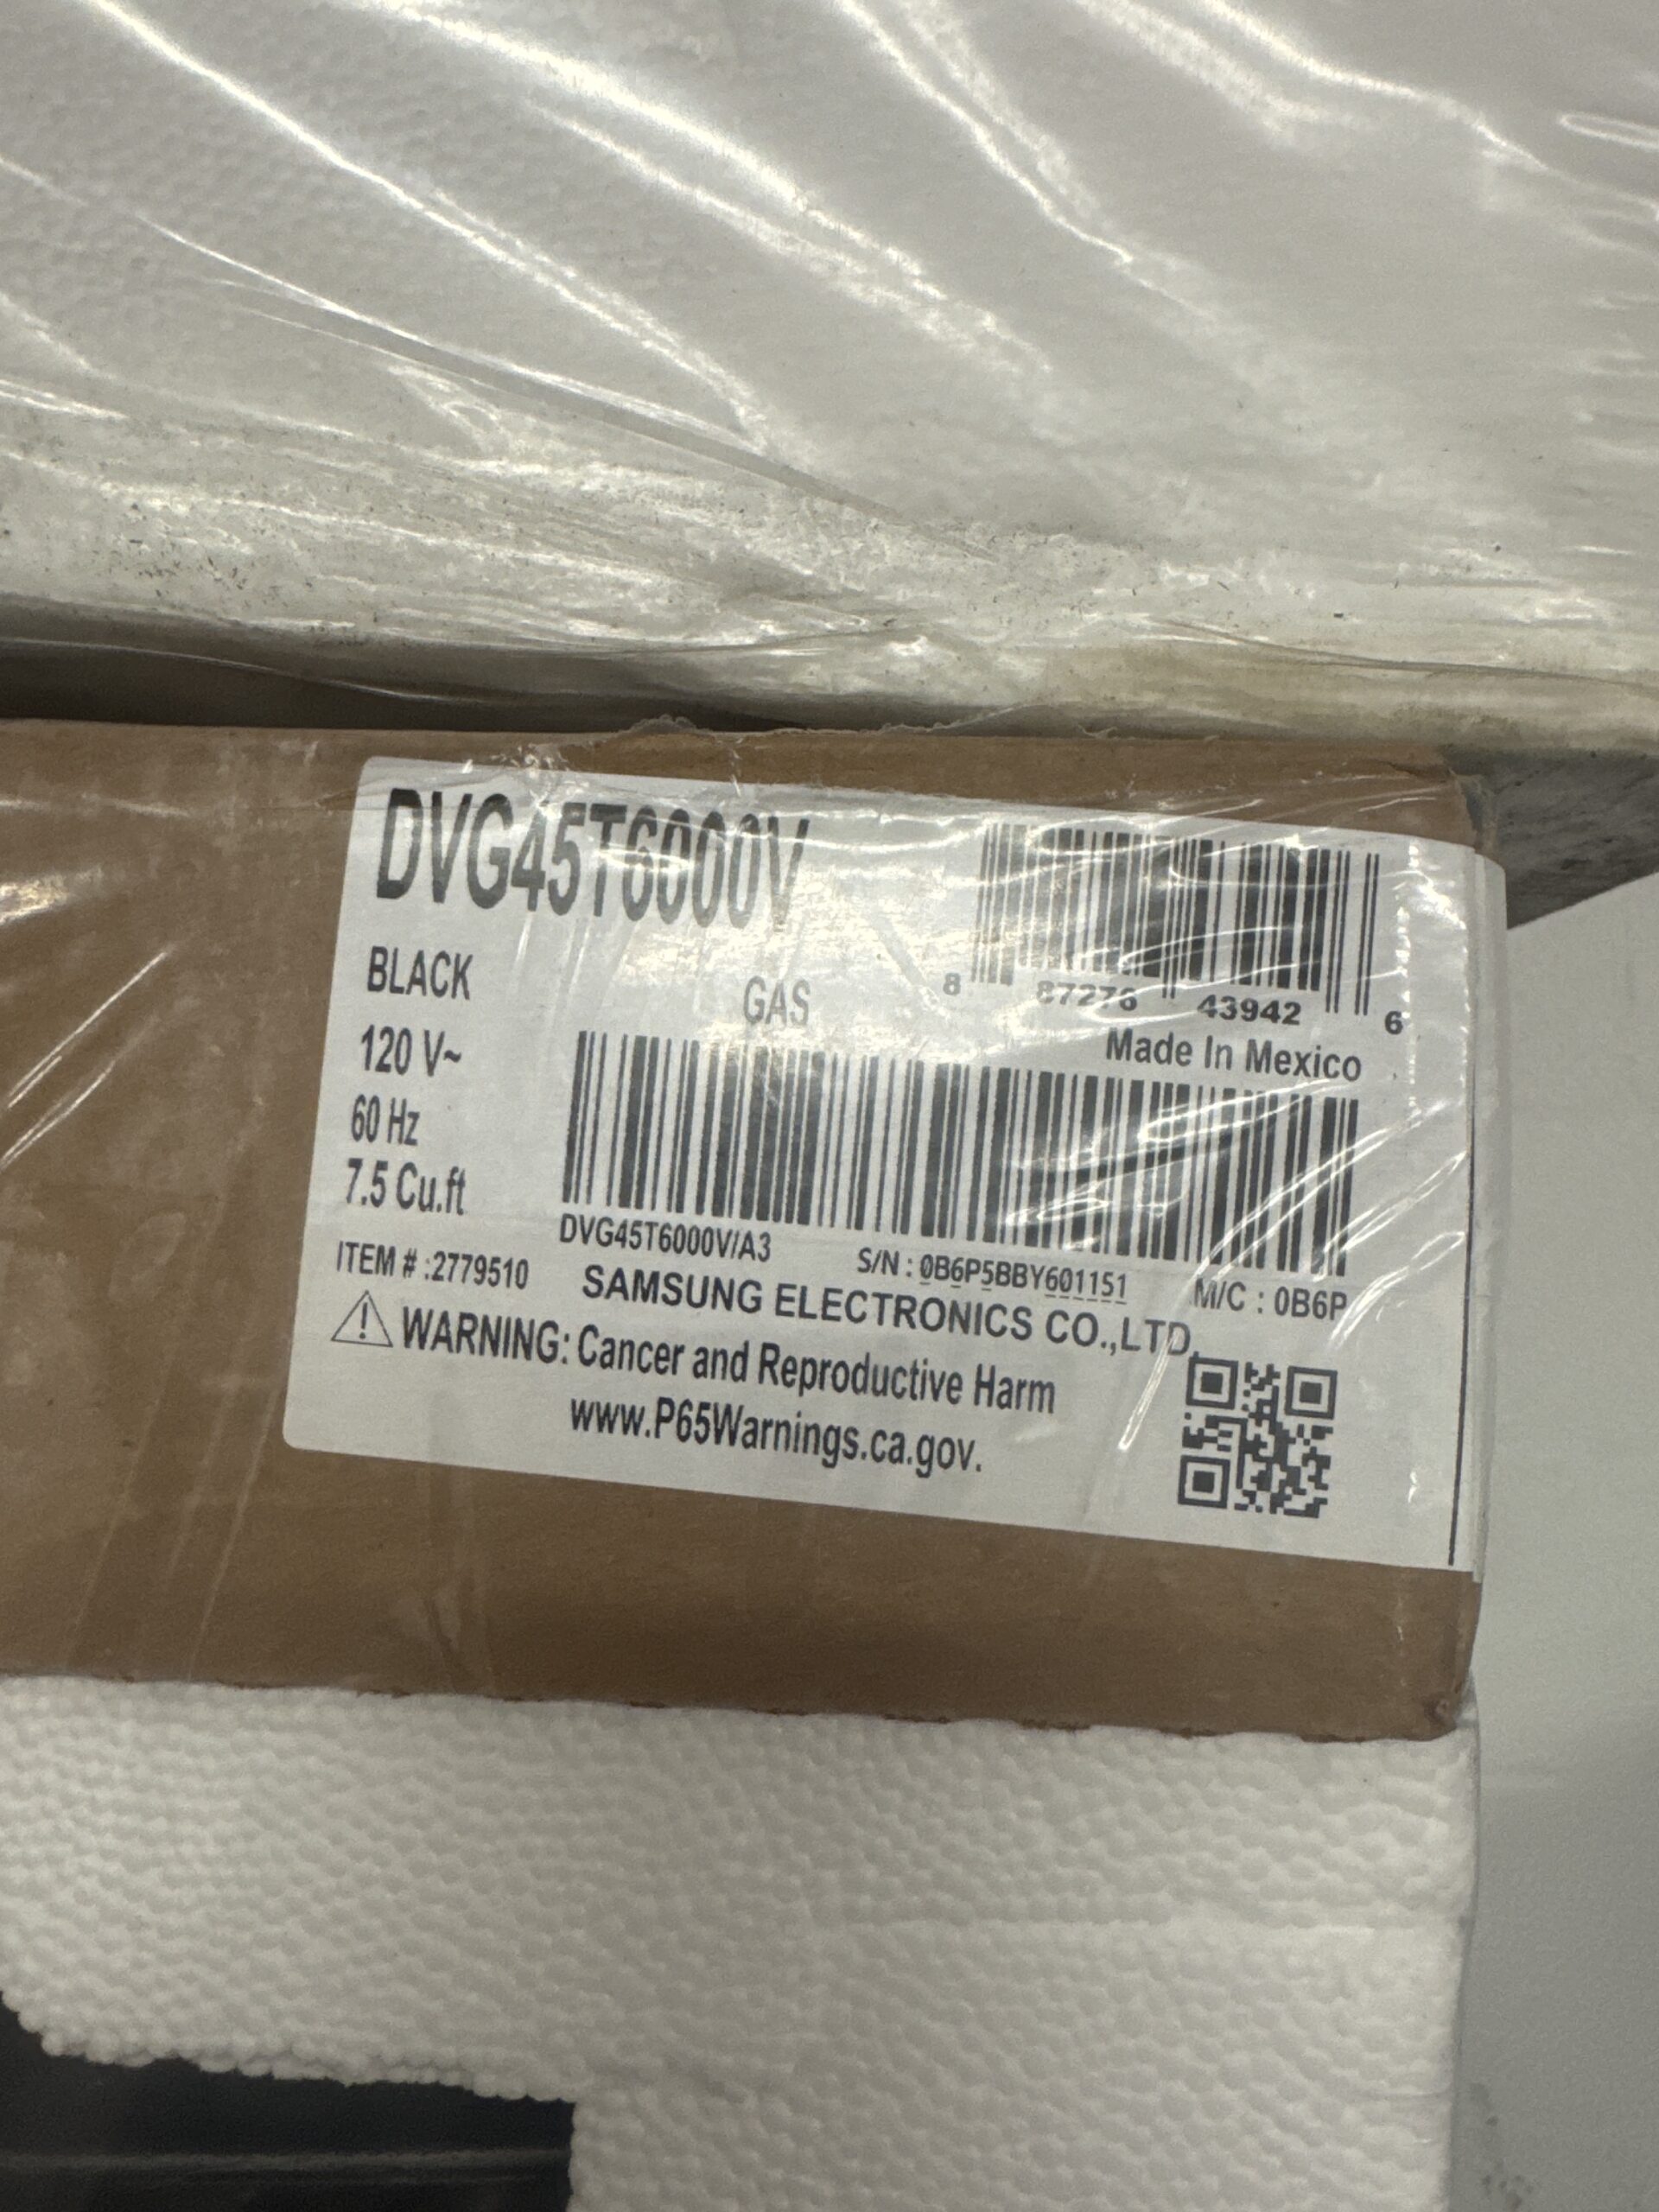 DVG45T6000V
BLACK
GAS
8 87276 43942 6
Made In Mexico
120 V~
60 Hz
7.5 Cu.ft
DVG45T6000V/A3 S/N : 0B6P5BBY601151 M/C : 0B6P
ITEM # :2779510
SAMSUNG ELECTRONICS CO.,LTD.
WARNING: Cancer and Reproductive Harm
www.P65Warnings.ca.gov.